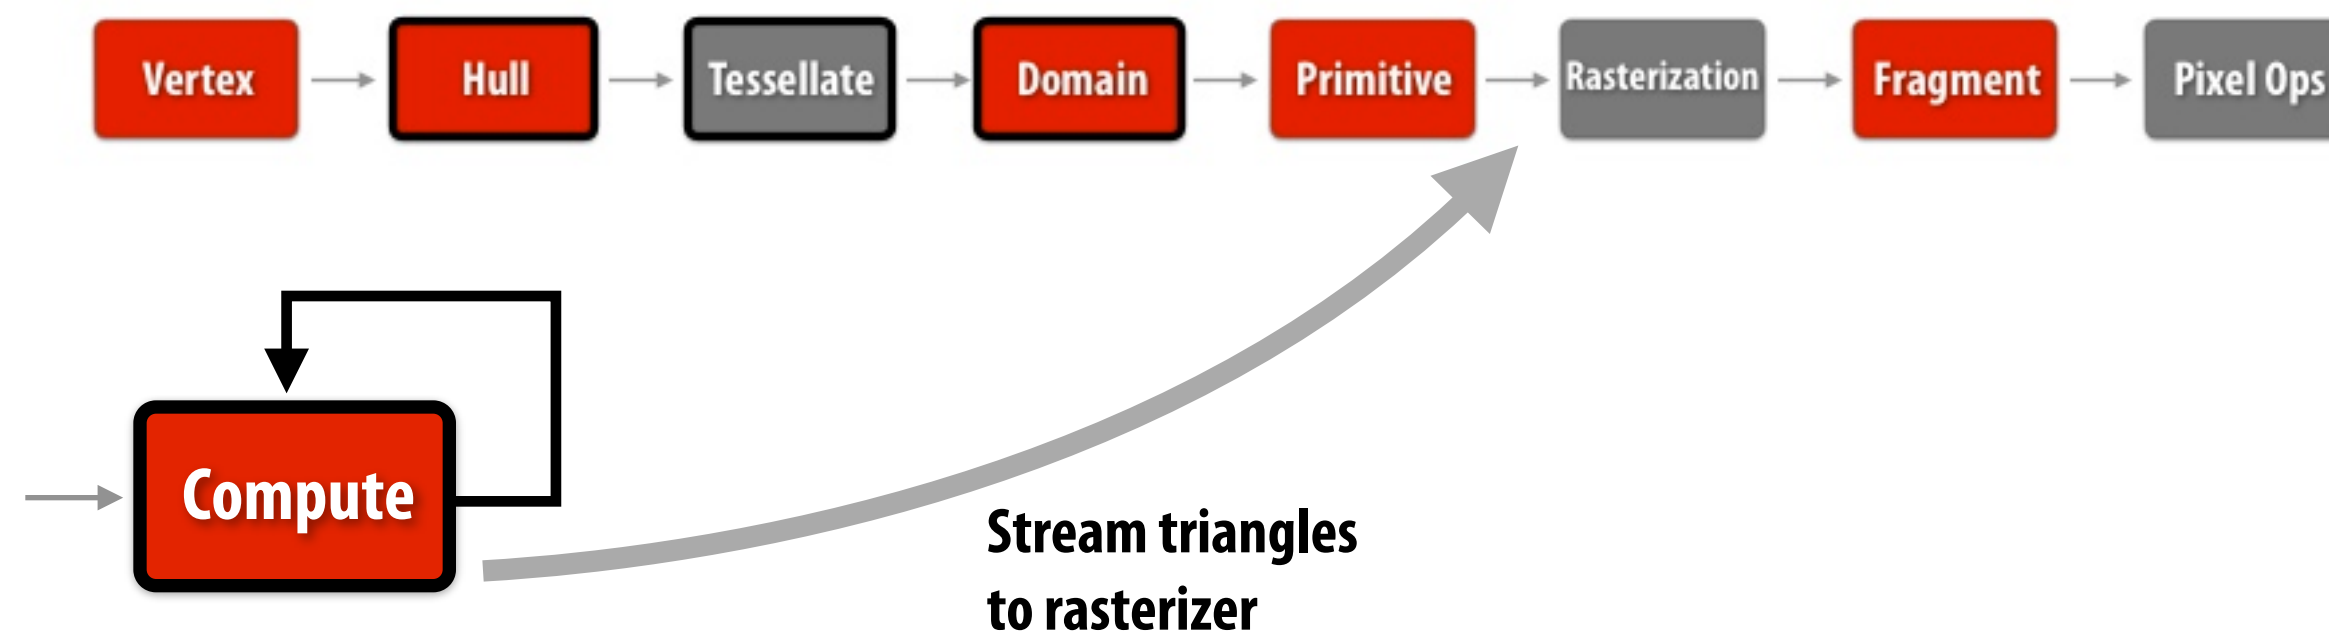 Vertex
Hull
Tessellate
Domain
Primitive
Rasterization
Fragment
Pixel Ops
Compute
Stream triangles
to rasterizer